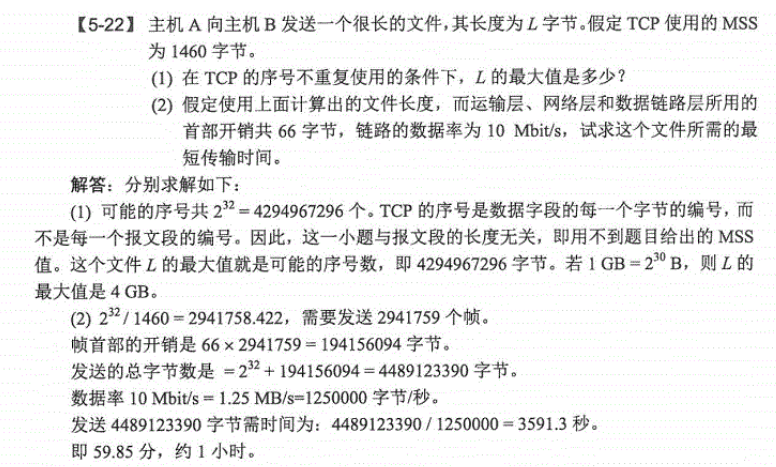 【5-22】 主机 A 向主机 B 发送一个很长的文件，其长度为 L 字节。假定 TCP 使用的 MSS
为 1460 字节。
(1) 在 TCP 的序号不重复使用的条件下，L 的最大值是多少？
(2) 假定使用上面计算出的文件长度，而运输层、网络层和数据链路层所用的
首部开销共 66 字节，链路的数据率为 10 Mbit/s，试求这个文件所需的最
短传输时间。
解答：分别求解如下：
(1) 可能的序号共 2³² = 4294967296 个。TCP 的序号是数据字段的每一个字节的编号，而
不是每一个报文段的编号。因此，这一小题与报文段的长度无关，即用不到题目给出的 MSS
值。这个文件 L 的最大值就是可能的序号数，即 4294967296 字节。若 1 GB = 2³⁰ B，则 L 的
最大值是 4 GB。
(2) 2³² / 1460 = 2941758.422，需要发送 2941759 个帧。
帧首部的开销是 66 × 2941759 = 194156094 字节。
发送的总字节数是 = 2³² + 194156094 = 4489123390 字节。
数据率 10 Mbit/s = 1.25 MB/s=1250000 字节/秒。
发送 4489123390 字节需时间为：4489123390 / 1250000 = 3591.3 秒。
即 59.85 分，约 1 小时。